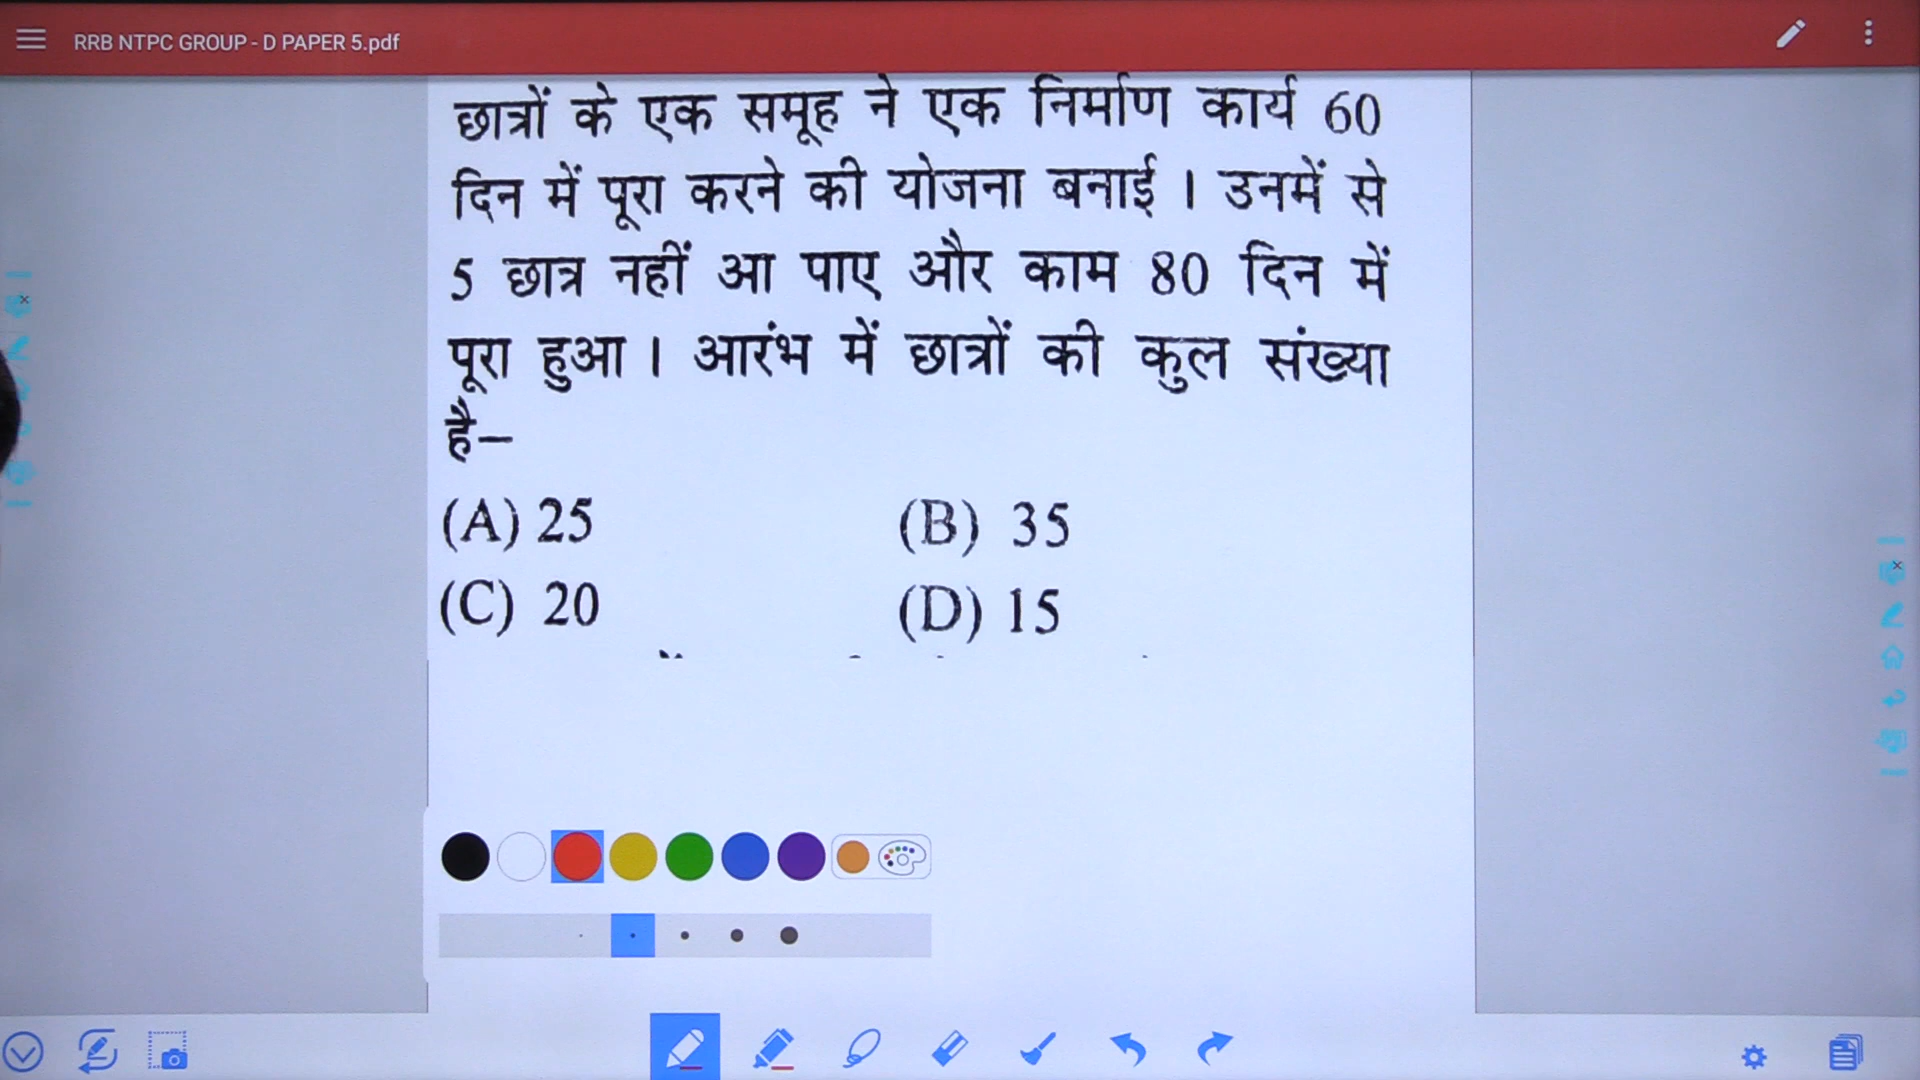 RRB NTPC GROUP - D PAPER 5.pdf
छात्रों के एक समूह ने एक निर्माण कार्य 60
दिन में पूरा करने की योजना बनाई । उनमें से
5 छात्र नहीं आ पाए और काम 80 दिन में
पूरा हुआ । आरंभ में छात्रों की कुल संख्या
है–
(A) 25 (B) 35
(C) 20 (D) 15